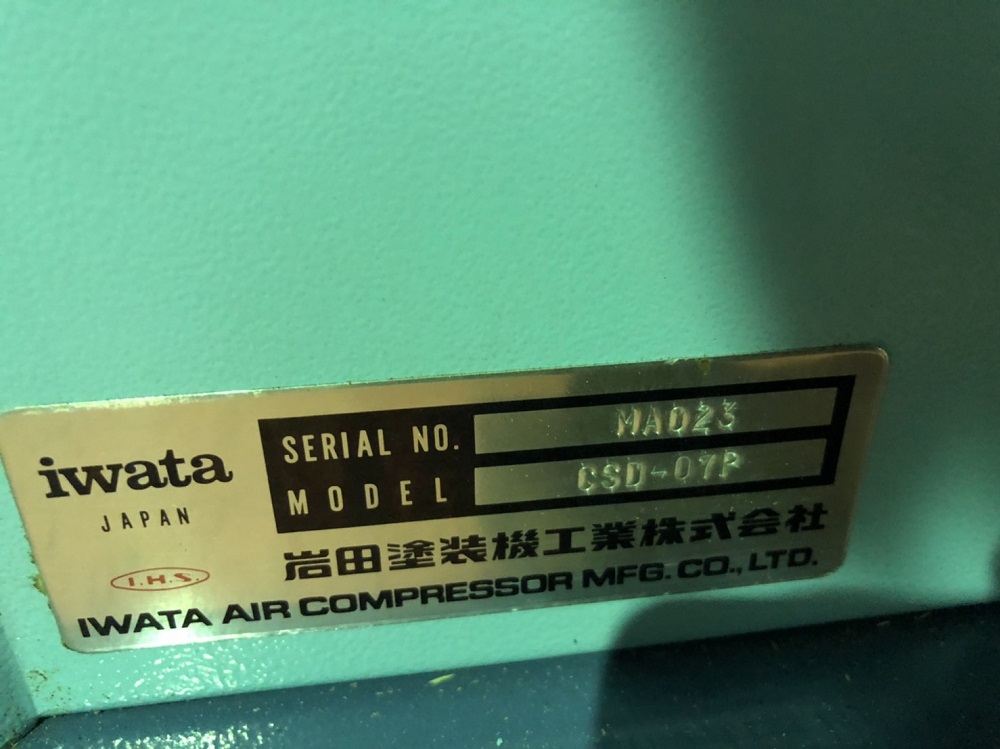 iwata
JAPAN
I.H.S.
SERIAL NO. MAD23
MODEL CSD-07P
岩田塗装機工業株式会社
IWATA AIR COMPRESSOR MFG. CO., LTD.